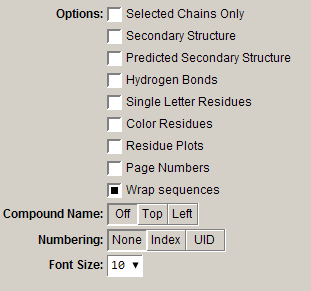 Options: Selected Chains Only
Secondary Structure
Predicted Secondary Structure
Hydrogen Bonds
Single Letter Residues
Color Residues
Residue Plots
Page Numbers
Wrap sequences
Compound Name: Off Top Left
Numbering: None Index UID
Font Size: 10